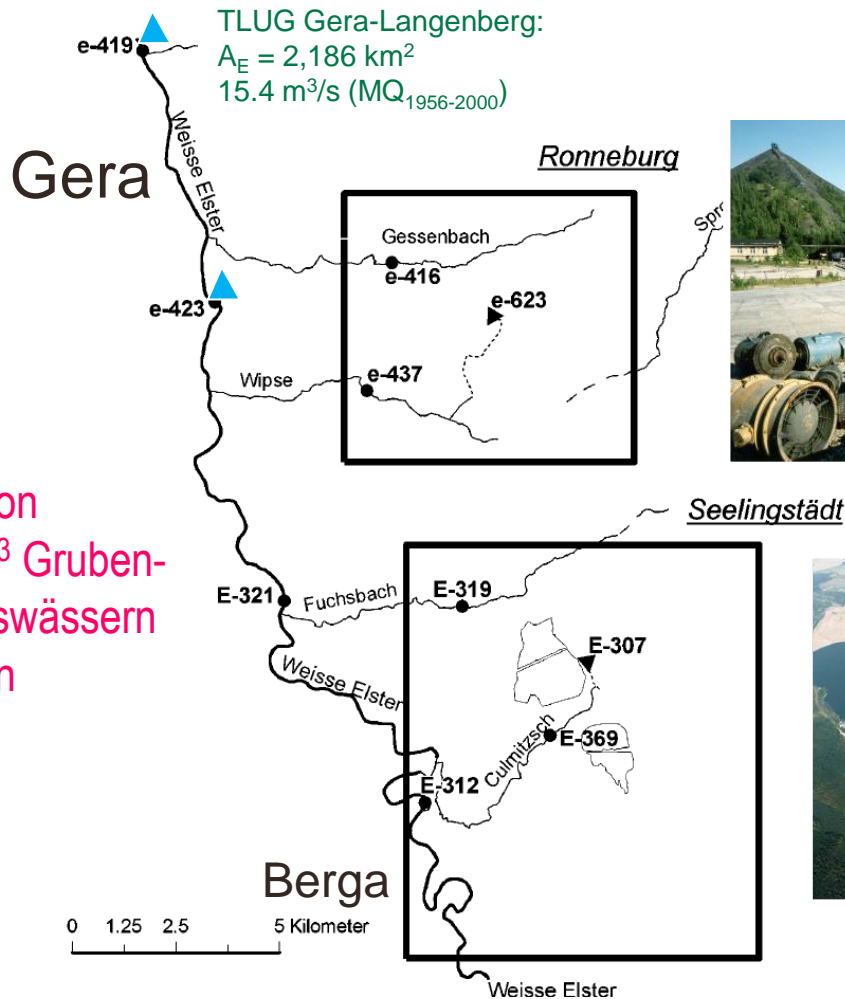 TLUG Gera-Langenberg:
A_E = 2,186 km²
15.4 m³/s (MQ_1956-2000)
e-419
Weisse Elster
Gera
Ronneburg
Gessenbach
e-416
e-423
e-623
Wipse
e-437
on
³ Gruben-
swässern
n
Seelingstädt
E-321
Fuchsbach
E-319
E-307
Weisse Elster
Culmitzsch
E-369
E-312
Berga
0 1.25 2.5 5 Kilometer
Weisse Elster